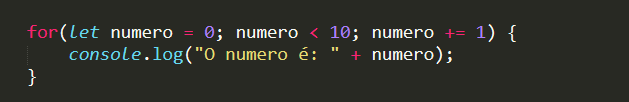 for(let numero = 0; numero < 10; numero += 1) {
    console.log("O numero é: " + numero);
}